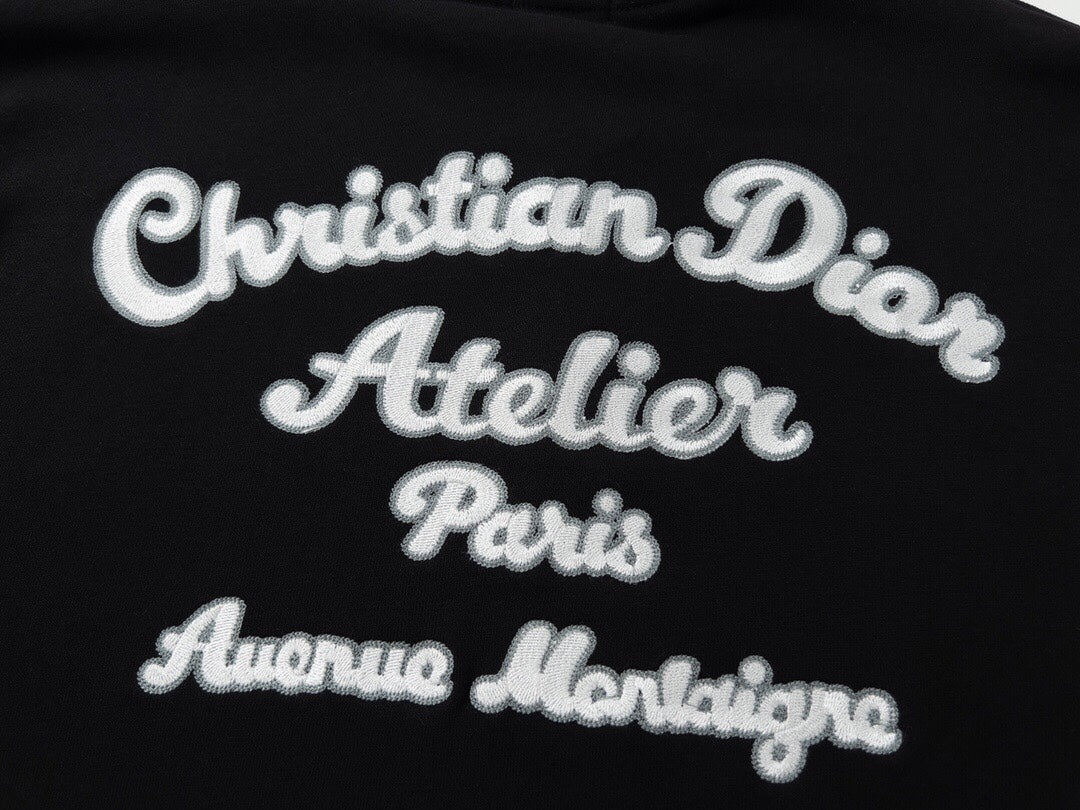 Christian Dior
Atelier
Paris
Avenue Montaigne